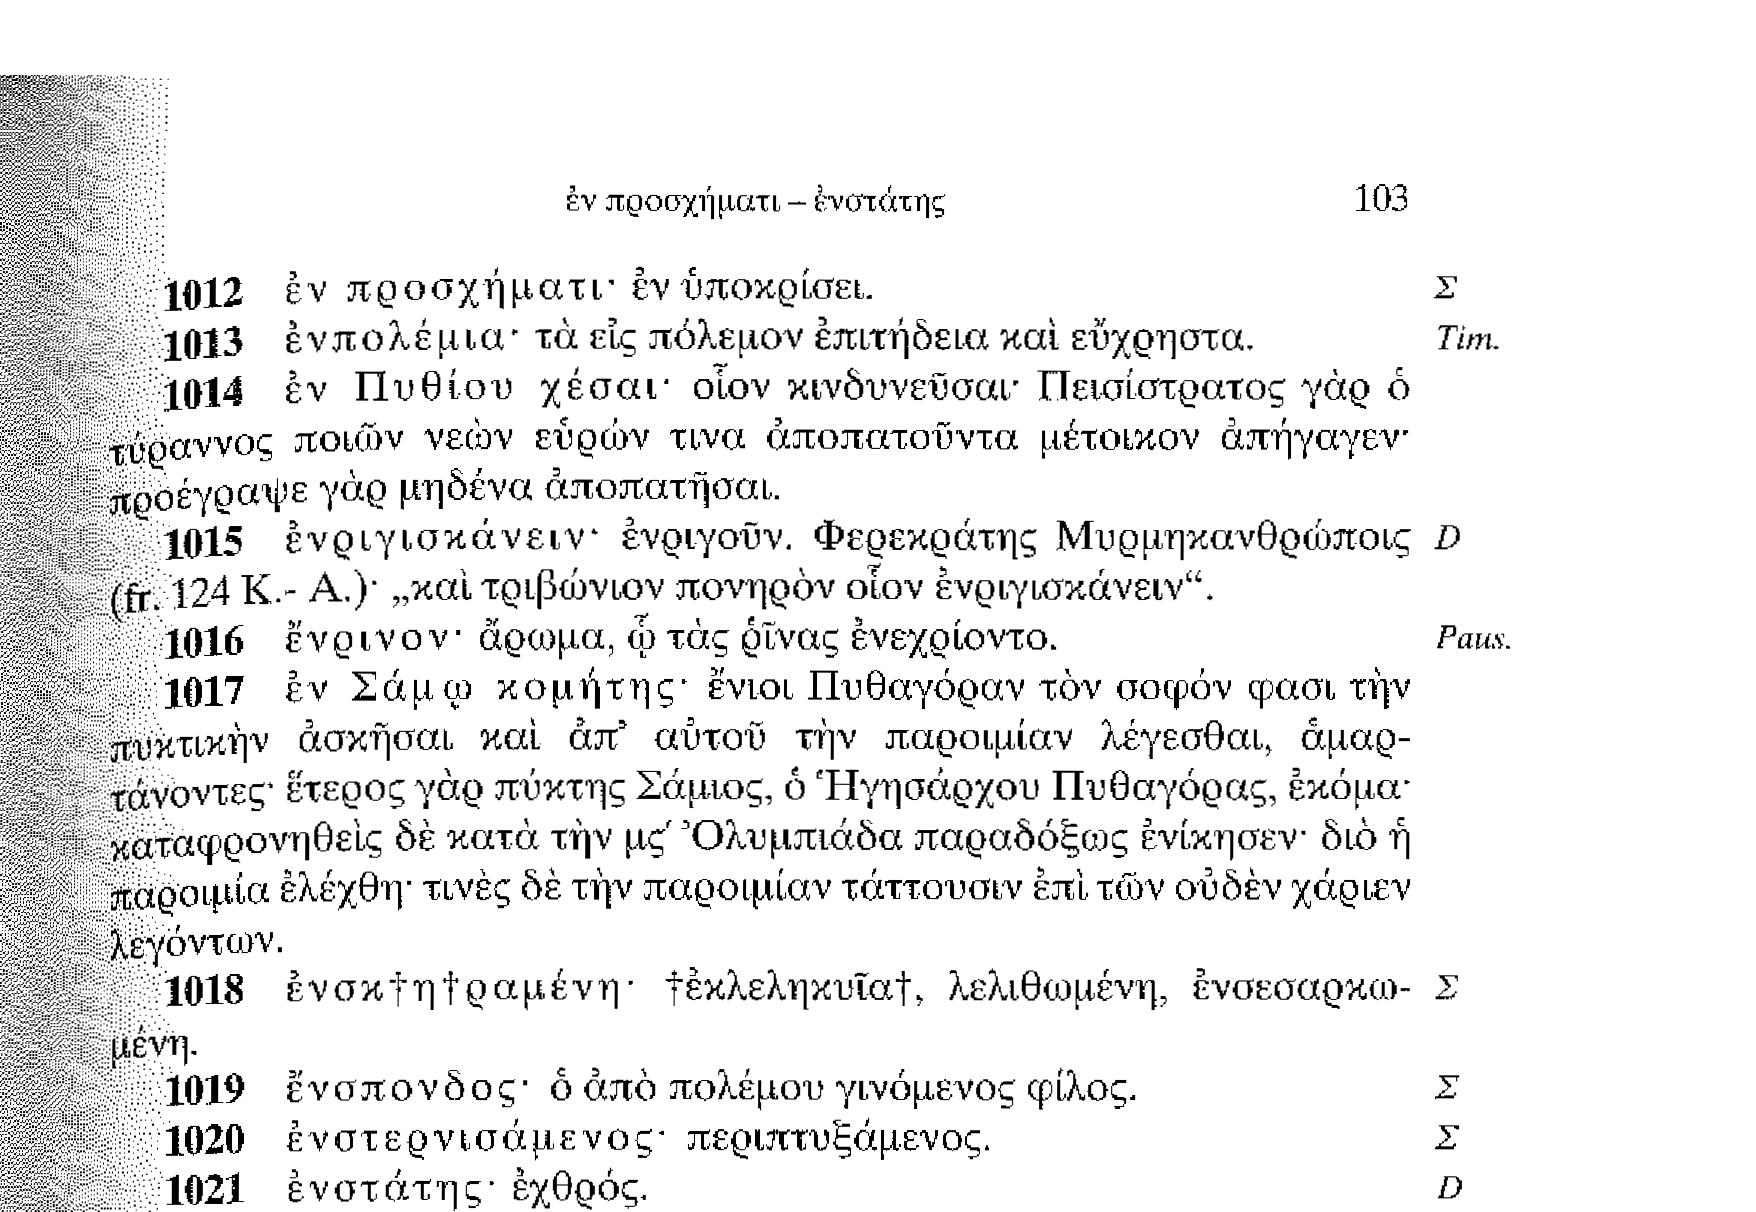 ἐν προσχήματι – ἐνστάτης 103
1012 ἐν προσχήματι· ἐν ὑποκρίσει. Σ
1013 ἐνπολέμια· τὰ εἰς πόλεμον ἐπιτήδεια καὶ εὔχρηστα. Tim.
1014 ἐν Πυθίου χέσαι· οἷον κινδυνεῦσαι· Πεισίστρατος γὰρ ὁ
τύραννος ποιῶν νεὼν εὑρών τινα ἀποπατοῦντα μέτοικον ἀπήγαγεν·
προέγραψε γὰρ μηδένα ἀποπατῆσαι.
1015 ἐνριγισκάνειν· ἐνριγοῦν. Φερεκράτης Μυρμηκανθρώποις D
(fr. 124 K.- A.)· „καὶ τριβώνιον πονηρὸν οἷον ἐνριγισκάνειν“.
1016 ἔνρινον· ἄρωμα, ᾧ τὰς ῥῖνας ἐνεχρίοντο. Paus.
1017 ἐν Σάμῳ κομήτης· ἔνιοι Πυθαγόραν τὸν σοφόν φασι τὴν
πυκτικὴν ἀσκῆσαι καὶ ἀπ’ αὐτοῦ τὴν παροιμίαν λέγεσθαι, ἁμαρ-
τάνοντες· ἕτερος γὰρ πύκτης Σάμιος, ὁ Ἡγησάρχου Πυθαγόρας, ἐκόμα·
καταφρονηθεὶς δὲ κατὰ τὴν μϛʹ Ὀλυμπιάδα παραδόξως ἐνίκησεν· διὸ ἡ
παροιμία ἐλέχθη· τινὲς δὲ τὴν παροιμίαν τάττουσιν ἐπὶ τῶν οὐδὲν χάριεν
λεγόντων.
1018 ἐνσκ†η†ραμένη· †ἐκλεληκυῖα†, λελιθωμένη, ἐνσεσαρκω- Σ
μένη.
1019 ἔνσπονδος· ὁ ἀπὸ πολέμου γινόμενος φίλος. Σ
1020 ἐνστερνισάμενος· περιπτυξάμενος. Σ
1021 ἐνστάτης· ἐχθρός. D